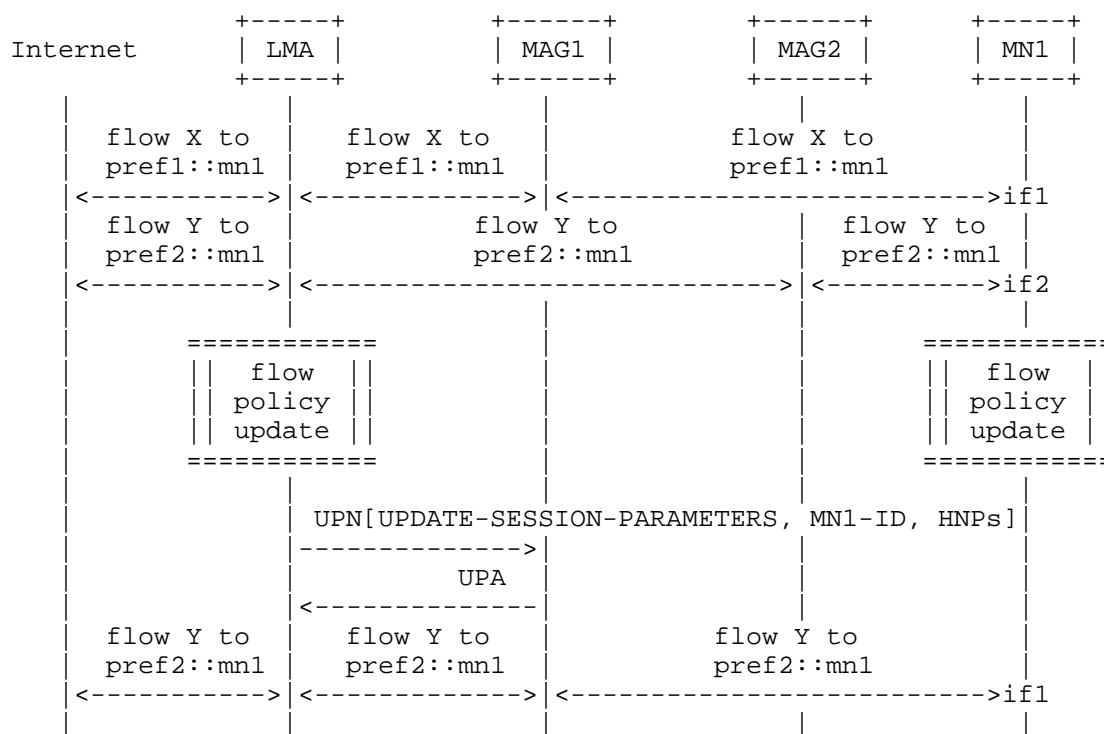 Internet LMA MAG1 MAG2 MN1
flow X to flow X to flow X to
pref1::mn1 pref1::mn1 pref1::mn1
if1
flow Y to flow Y to flow Y to
pref2::mn1 pref2::mn1 pref2::mn1
if2
flow flow
policy policy
update update
UPN[UPDATE-SESSION-PARAMETERS, MN1-ID, HNPs]
UPA
flow Y to flow Y to flow Y to
pref2::mn1 pref2::mn1 pref2::mn1
if1